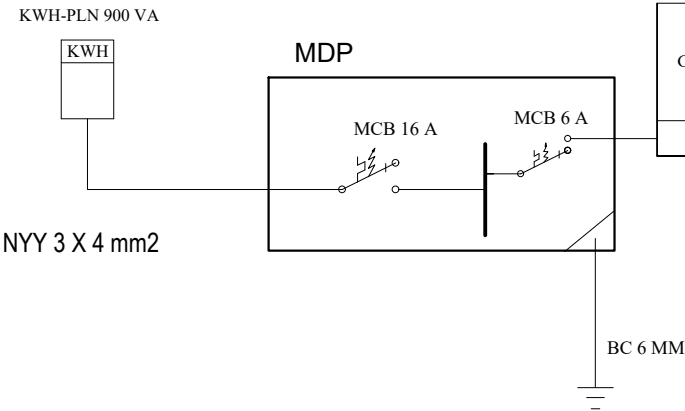 KWH-PLN 900 VA
KWH
MDP
MCB 16 A
MCB 6 A
NYY 3 X 4 mm2
BC 6 MM